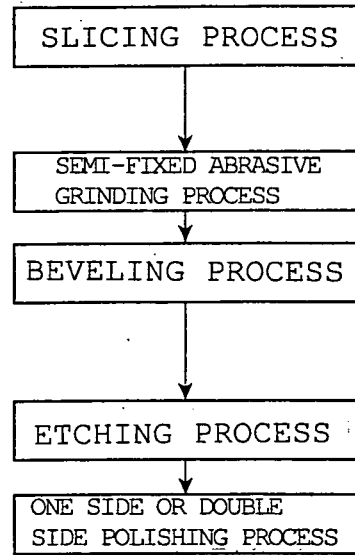 SLICING PROCESS
SEMI-FIXED ABRASIVE
GRINDING PROCESS
BEVELING PROCESS
ETCHING PROCESS
ONE SIDE OR DOUBLE
SIDE POLISHING PROCESS